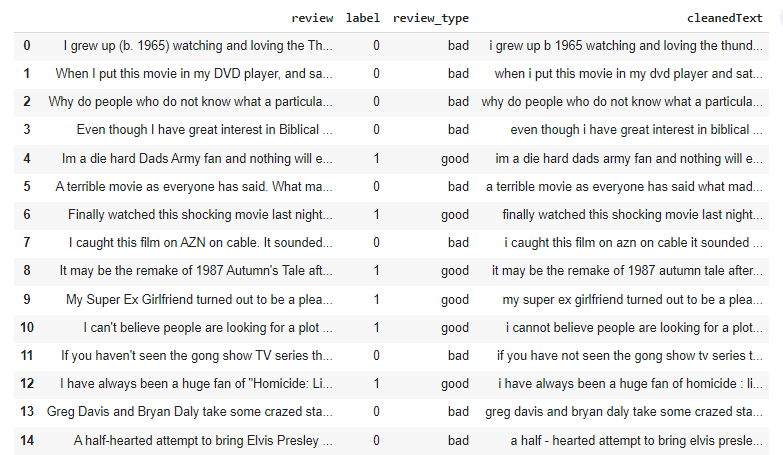 review label review_type cleanedText
0 I grew up (b. 1965) watching and loving the Th... 0 bad i grew up b 1965 watching and loving the thund...
1 When I put this movie in my DVD player, and sa... 0 bad when i put this movie in my dvd player and sat...
2 Why do people who do not know what a particula... 0 bad why do people who do not know what a particula...
3 Even though I have great interest in Biblical ... 0 bad even though i have great interest in biblical ...
4 Im a die hard Dads Army fan and nothing will e... 1 good im a die hard dads army fan and nothing will e...
5 A terrible movie as everyone has said. What ma... 0 bad a terrible movie as everyone has said what mad...
6 Finally watched this shocking movie last night... 1 good finally watched this shocking movie last night...
7 I caught this film on AZN on cable. It sounded... 0 bad i caught this film on azn on cable it sounded ...
8 It may be the remake of 1987 Autumn's Tale aft... 1 good it may be the remake of 1987 autumn tale after...
9 My Super Ex Girlfriend turned out to be a plea... 1 good my super ex girlfriend turned out to be a plea...
10 I can't believe people are looking for a plot ... 1 good i cannot believe people are looking for a plot...
11 If you haven't seen the gong show TV series th... 0 bad if you have not seen the gong show tv series t...
12 I have always been a huge fan of "Homicide: Li... 1 good i have always been a huge fan of homicide : li...
13 Greg Davis and Bryan Daly take some crazed sta... 0 bad greg davis and bryan daly take some crazed sta...
14 A half-hearted attempt to bring Elvis Presley ... 0 bad a half - hearted attempt to bring elvis presle...